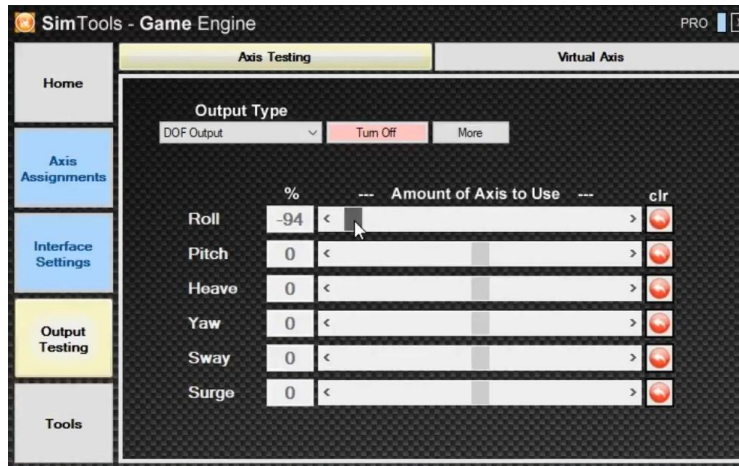 SimTools - Game Engine
PRO
Home
Axis Testing
Virtual Axis
Axis
Assignments
Interface
Settings
Output
Testing
Tools
Output Type
DOF Output
Turn Off
More
%
--- Amount of Axis to Use ---
clr
Roll -94 < >
Pitch 0 < >
Heave 0 < >
Yaw 0 < >
Sway 0 < >
Surge 0 < >